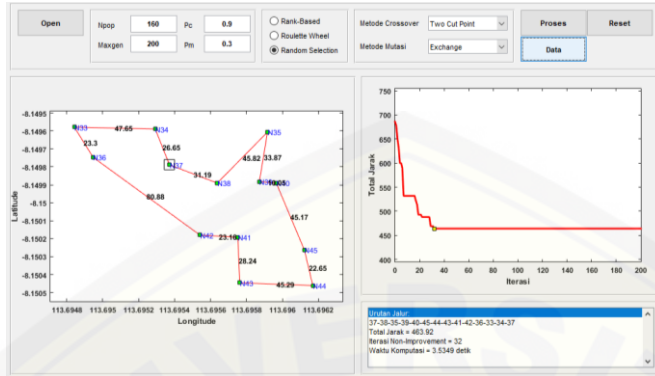 Open
Npop 160 Pc 0.9
Maxgen 200 Pm 0.3
Rank-Based
Roulette Wheel
Random Selection
Metode Crossover Two Cut Point
Metode Mutasi Exchange
Proses Reset
Data
-8.1495
-8.1496
-8.1497
-8.1498
-8.1499
-8.15
-8.1501
-8.1502
-8.1503
-8.1504
-8.1505
Latitude
N33 47.65 N34 N35
23.3 26.65 45.82 33.87
N36 N37
31.19 N38
80.88 45.17
N42 23.16 N41
28.24 N45
22.65
N43 45.29 N44
113.6948 113.695 113.6952 113.6954 113.6956 113.6958 113.696 113.6962
Longitude
750
700
650
600
550
500
450
400
Total Jarak
0 20 40 60 80 100 120 140 160 180 200
Iterasi
Urutan Jalur:
37-38-35-39-40-45-44-43-41-42-36-33-34-37
Total Jarak = 463.92
Iterasi Non-Improvement = 32
Waktu Komputasi = 3.5349 detik